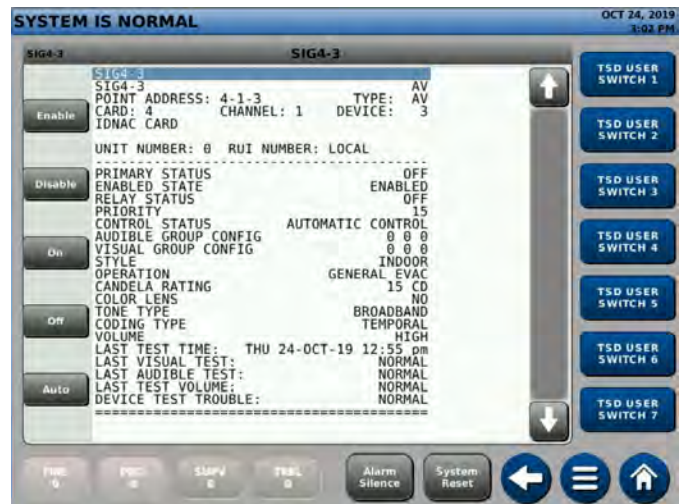 SYSTEM IS NORMAL
OCT 24, 2019
3:02 PM
SIG4-3
SIG4-3
SIG4-3
SIG4-3 AV
POINT ADDRESS: 4-1-3 TYPE: AV
CARD: 4 CHANNEL: 1 DEVICE: 3
IDNAC CARD
UNIT NUMBER: 0 RUI NUMBER: LOCAL
----------------------------------------
PRIMARY STATUS OFF
ENABLED STATE ENABLED
RELAY STATUS OFF
PRIORITY 15
CONTROL STATUS AUTOMATIC CONTROL
AUDIBLE GROUP CONFIG 0 0 0
VISUAL GROUP CONFIG 0 0 0
STYLE INDOOR
OPERATION GENERAL EVAC
CANDELA RATING 15 CD
COLOR LENS NO
TONE TYPE BROADBAND
CODING TYPE TEMPORAL
VOLUME HIGH
LAST TEST TIME: THU 24-OCT-19 12:55 pm
LAST VISUAL TEST: NORMAL
LAST AUDIBLE TEST: NORMAL
LAST TEST VOLUME: NORMAL
DEVICE TEST TROUBLE: NORMAL
========================================
Enable
Disable
On
Off
Auto
TSD USER SWITCH 1
TSD USER SWITCH 2
TSD USER SWITCH 3
TSD USER SWITCH 4
TSD USER SWITCH 5
TSD USER SWITCH 6
TSD USER SWITCH 7
FIRE
0
PRI2
0
SUPV
0
TRBL
0
Alarm
Silence
System
Reset